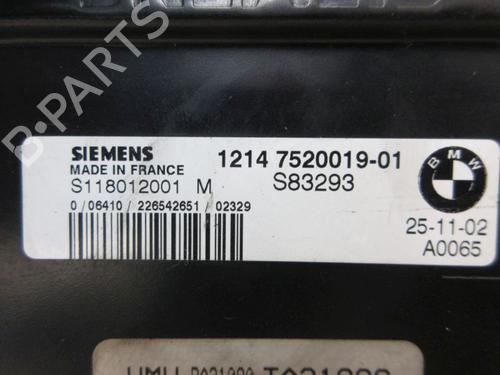 SIEMENS
MADE IN FRANCE
S118012001 M
0 / 06410 / 226542651 / 02329
1214 7520019-01
S83293
BMW
25-11-02
A0065
B-PARTS